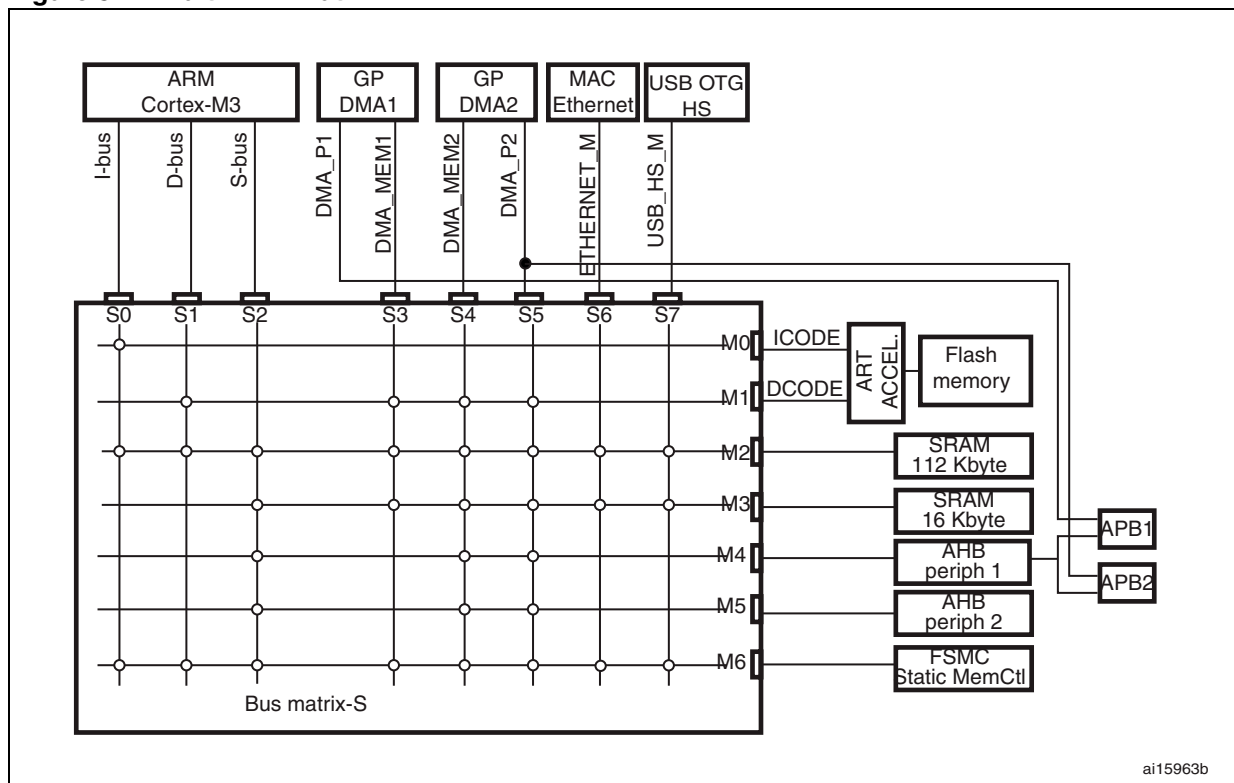 ARM
Cortex-M3
GP
DMA1
GP
DMA2
MAC
Ethernet
USB OTG
HS
I-bus
D-bus
S-bus
DMA_P1
DMA_MEM1
DMA_MEM2
DMA_P2
ETHERNET_M
USB_HS_M
S0 S1 S2 S3 S4 S5 S6 S7
M0 ICODE
M1 DCODE
ART
ACCEL.
Flash
memory
M2
SRAM
112 Kbyte
M3
SRAM
16 Kbyte
M4
AHB
periph 1
M5
AHB
periph 2
M6
FSMC
Static MemCtl
APB1
APB2
Bus matrix-S
ai15963b